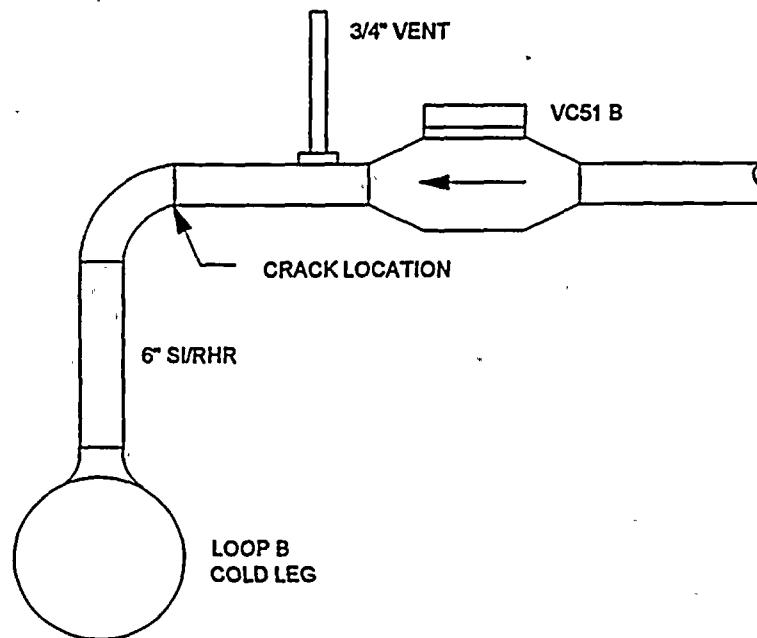 3/4" VENT
VC51 B
CRACK LOCATION
6" SI/RHR
LOOP B
COLD LEG